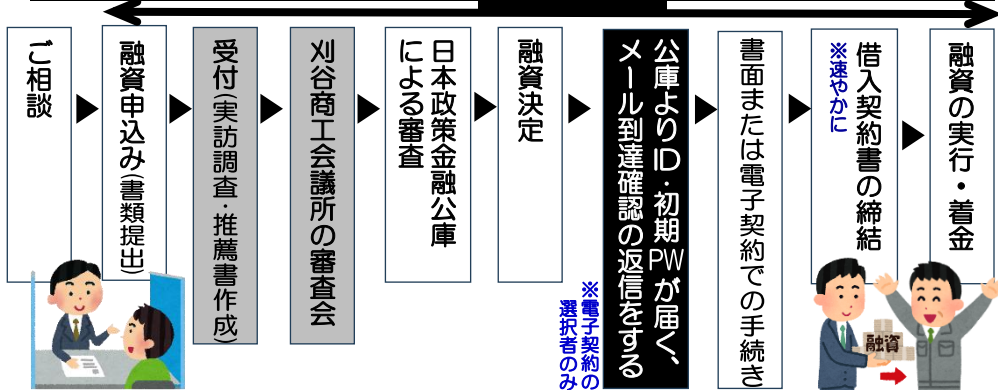 ご相談
融資申込み(書類提出)
受付(実訪調査・推薦書作成)
刈谷商工会議所の審査会
日本政策金融公庫
による審査
融資決定
公庫よりID・初期PWが届く、
メール到達確認の返信をする
※電子契約の
選択者のみ
書面または電子契約での手続き
借入契約書の締結
※速やかに
融資の実行・着金
融資